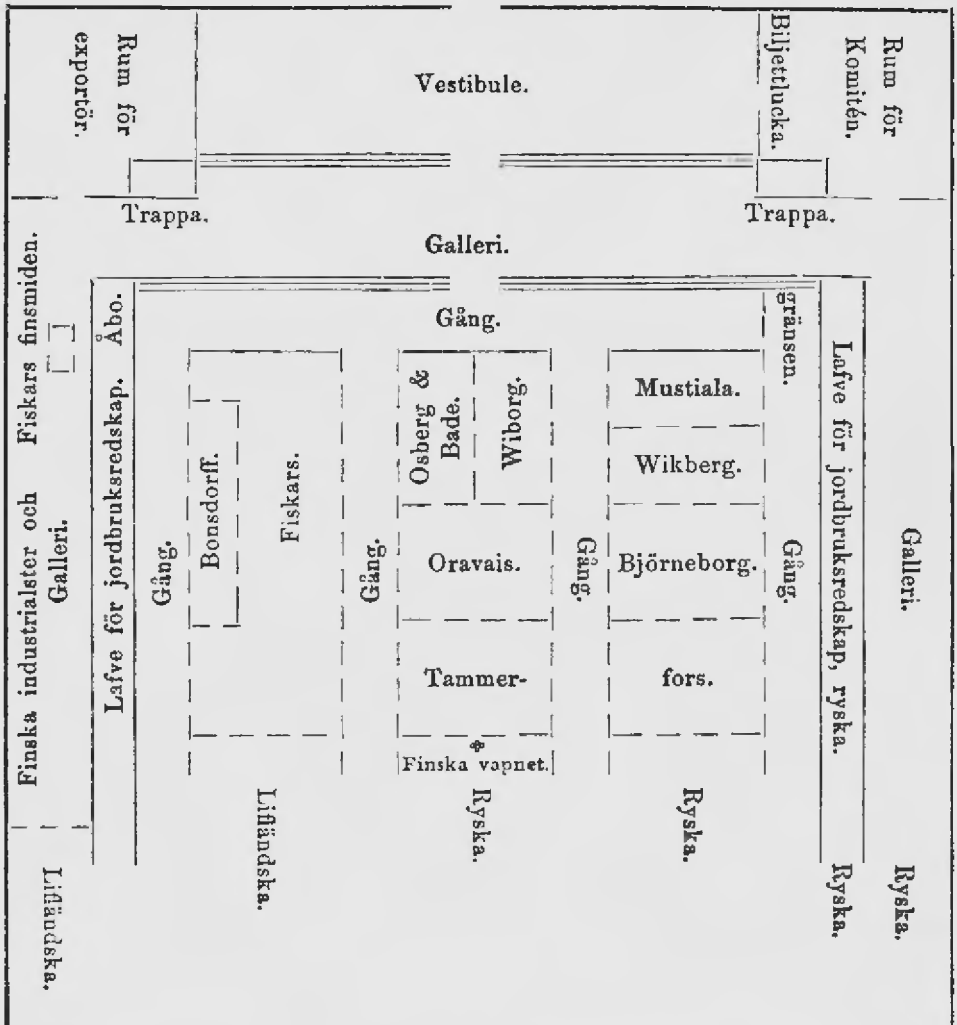 Rum för
exportör.
Vestibule.
Biljettlucka.
Rum för
Komitén.
Trappa.
Trappa.
Galleri.
Gång.
gränsen.
Finska industrialster och Fiskars finsmiden.
Galleri.
Lafve för jordbruksredskap. Åbo.
Gång.
Bonsdorff.
Fiskars.
Gång.
Osberg &
Bade.
Wiborg.
Oravais.
Tammer-
Finska vapnet.
Gång.
Mustiala.
Wikberg.
Björneborg.
fors.
Gång.
Lafve för jordbruksredskap, ryska.
Galleri.
Lifländska.
Lifländska.
Ryska.
Ryska.
Ryska.
Ryska.